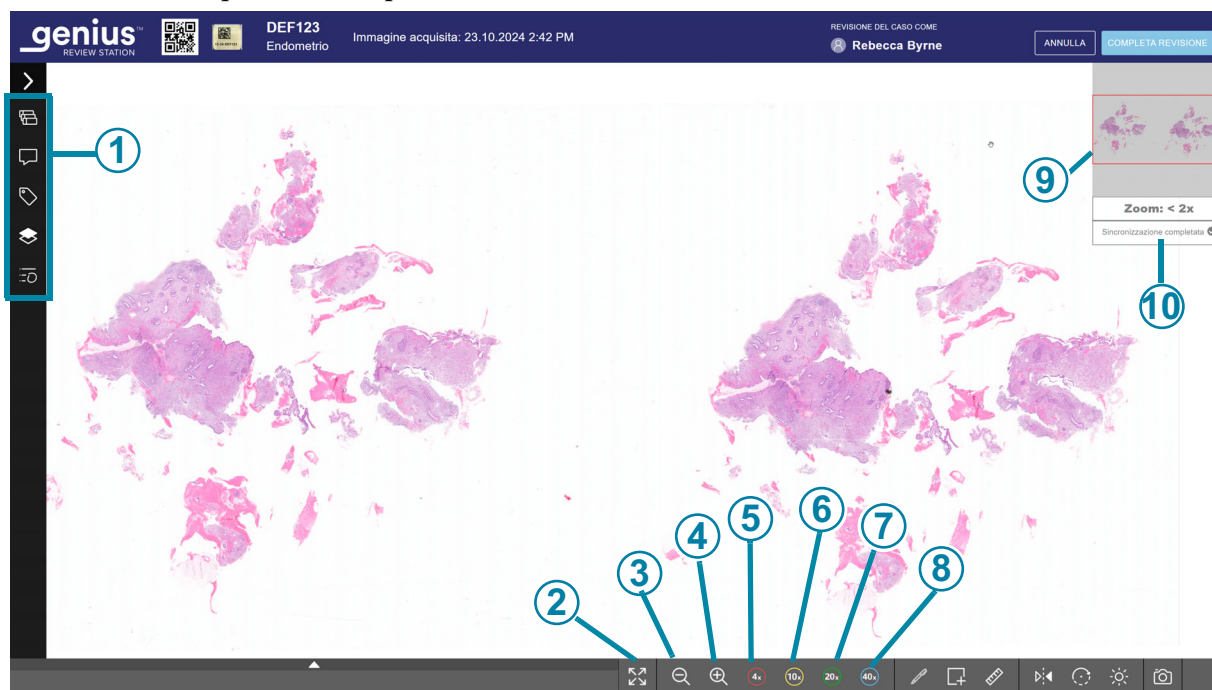 genius™
REVIEW STATION
DEF123
Endometrio
Immagine acquisita: 23.10.2024 2:42 PM
REVISIONE DEL CASO COME
Rebecca Byrne
ANNULLA
COMPLETA REVISIONE
1
9
Zoom: < 2x
Sincronizzazione completata
10
5
6
7
4
8
3
2
4x
10x
20x
40x